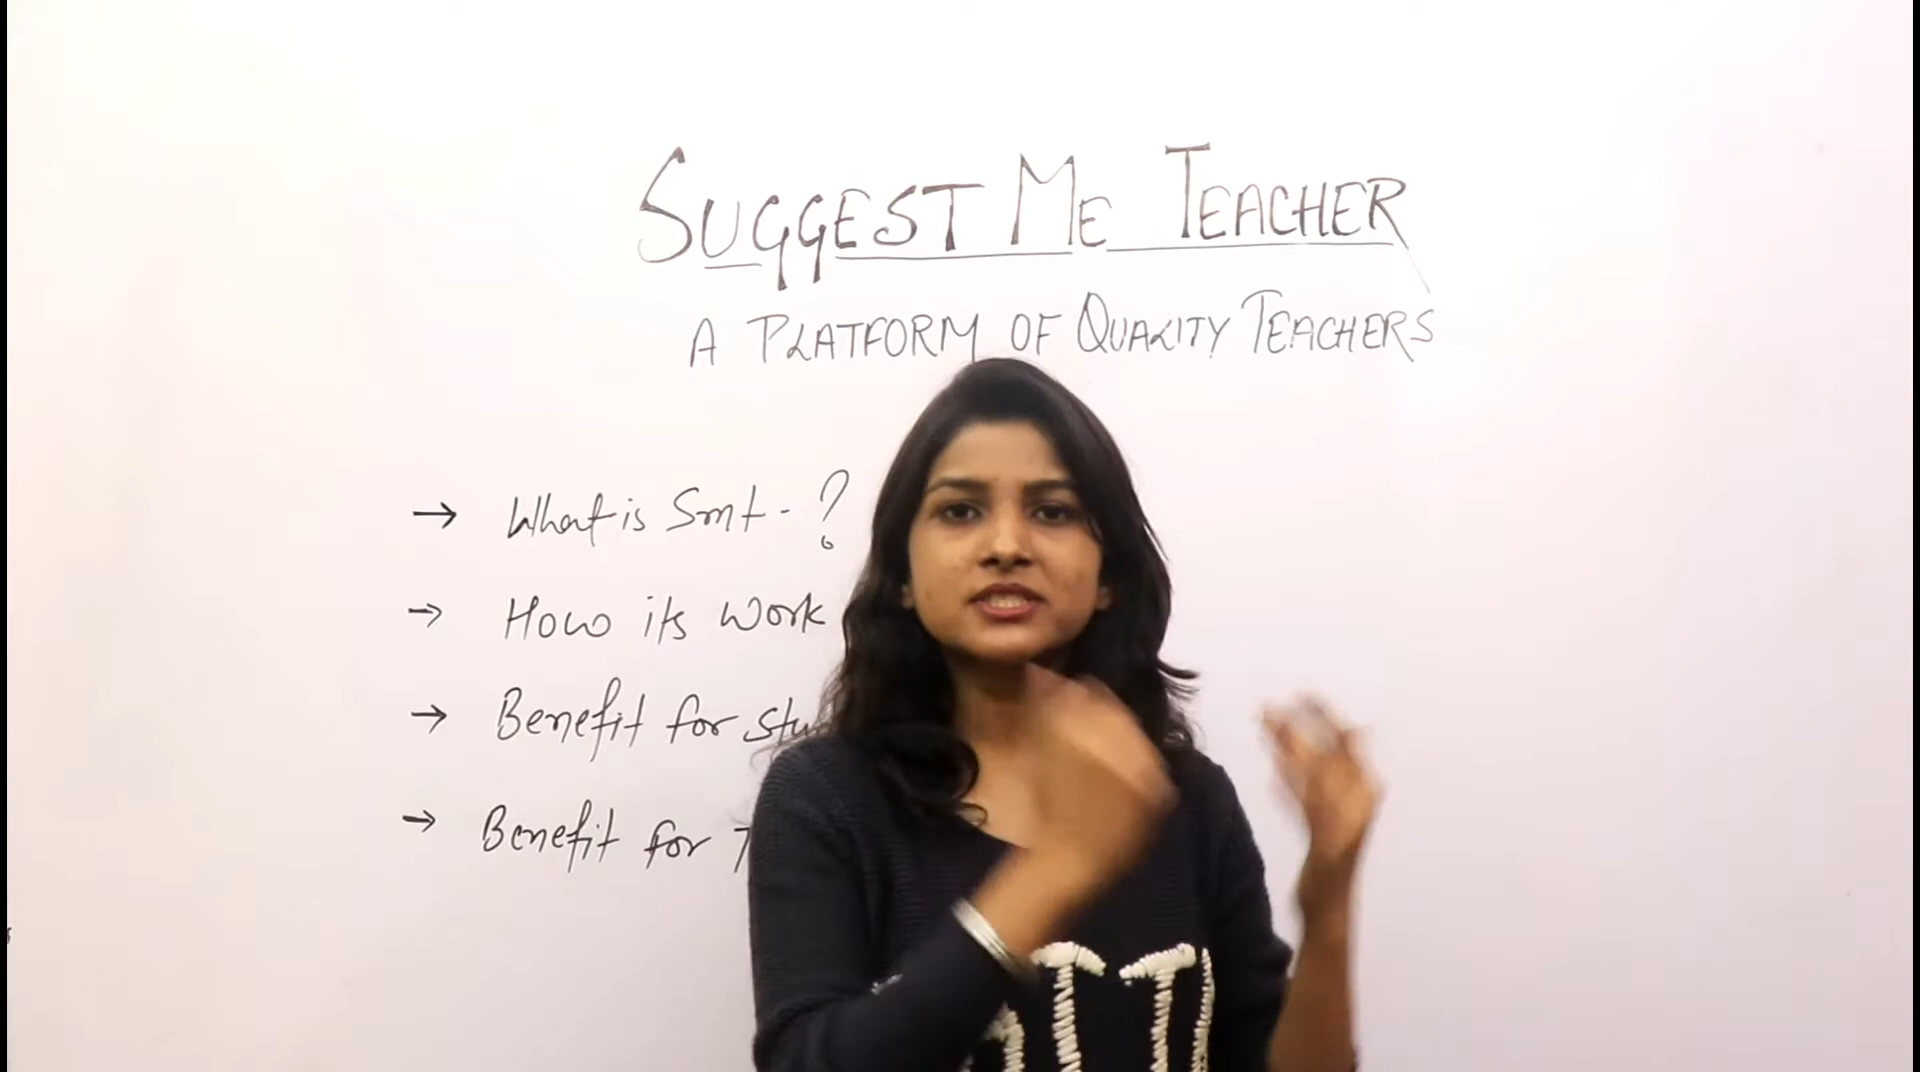 SUGGEST ME TEACHER
A PLATFORM OF QUALITY TEACHERS
→ What is Smt - ?
→ How its work
→ Benefit for
→ Benefit for